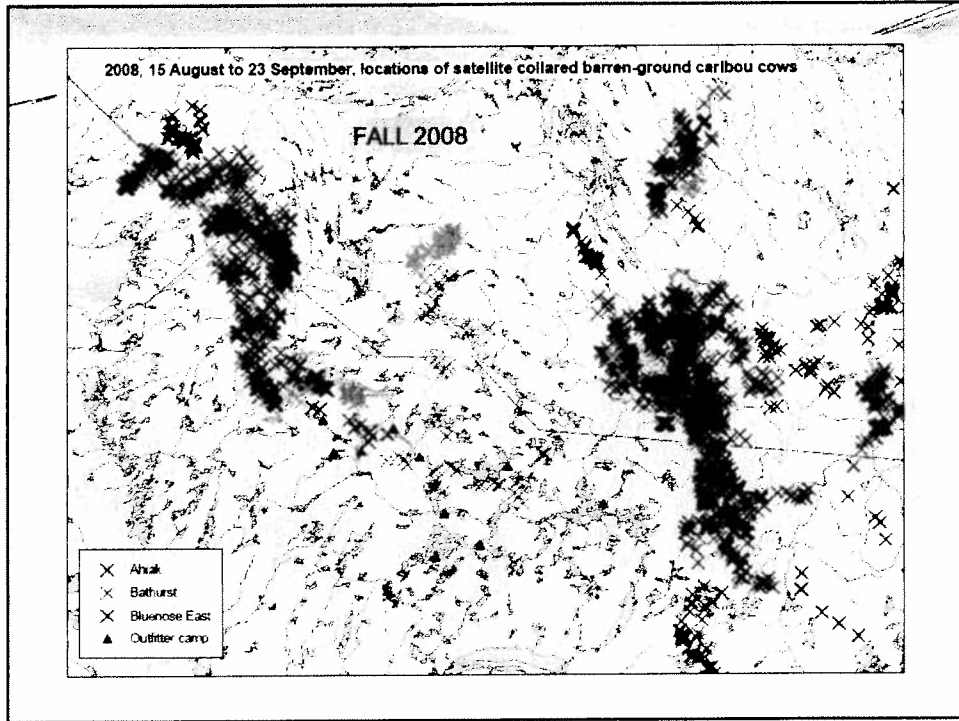 2008, 15 August to 23 September, locations of satellite collared barren-ground caribou cows
FALL 2008
Ahiak
Bathurst
Bluenose East
Outfitter camp